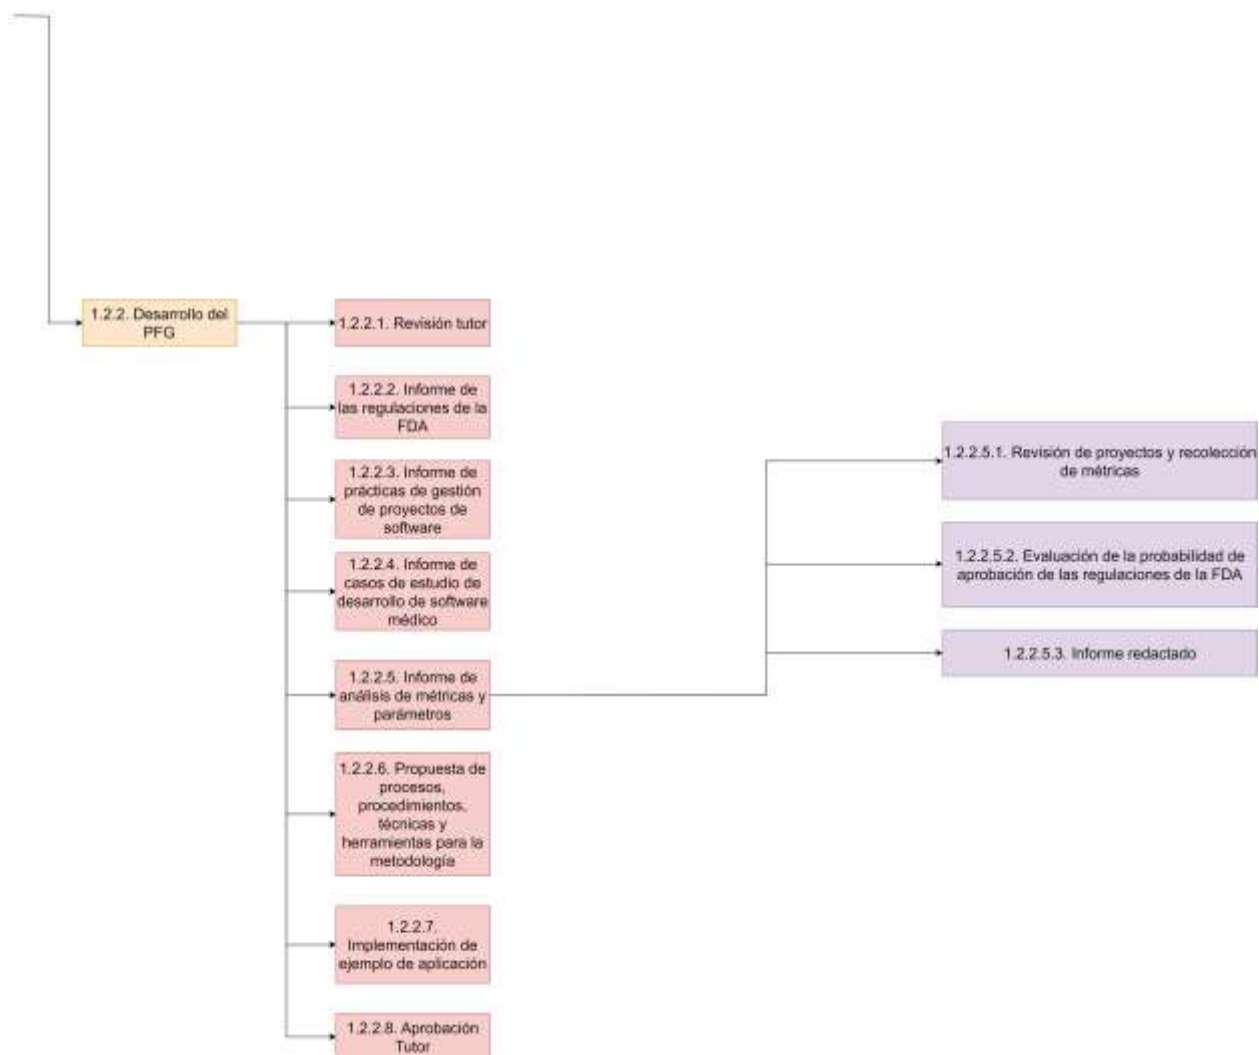 1.2.2. Desarrollo del
PFG
1.2.2.1. Revisión tutor
1.2.2.2. Informe de
las regulaciones de la
FDA
1.2.2.3. Informe de
prácticas de gestión
de proyectos de
software
1.2.2.4. Informe de
casos de estudio de
desarrollo de software
médico
1.2.2.5. Informe de
análisis de métricas y
parámetros
1.2.2.6. Propuesta de
procesos,
procedimientos,
técnicas y
herramientas para la
metodología
1.2.2.7.
Implementación de
ejemplo de aplicación
1.2.2.8. Aprobación
Tutor
1.2.2.5.1. Revisión de proyectos y recolección
de métricas
1.2.2.5.2. Evaluación de la probabilidad de
aprobación de las regulaciones de la FDA
1.2.2.5.3. Informe redactado